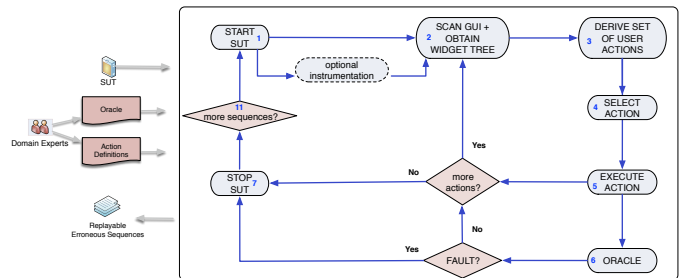 START
SUT 1
optional
instrumentation
2 SCAN GUI +
OBTAIN
WIDGET TREE
DERIVE SET
3 OF USER
ACTIONS
SUT
Oracle
Domain Experts
Action
Definitions
11
more sequences?
4 SELECT
ACTION
Yes
STOP
SUT 7
No
more
actions?
EXECUTE
5 ACTION
Replayable
Erroneous Sequences
No
Yes
FAULT?
6 ORACLE